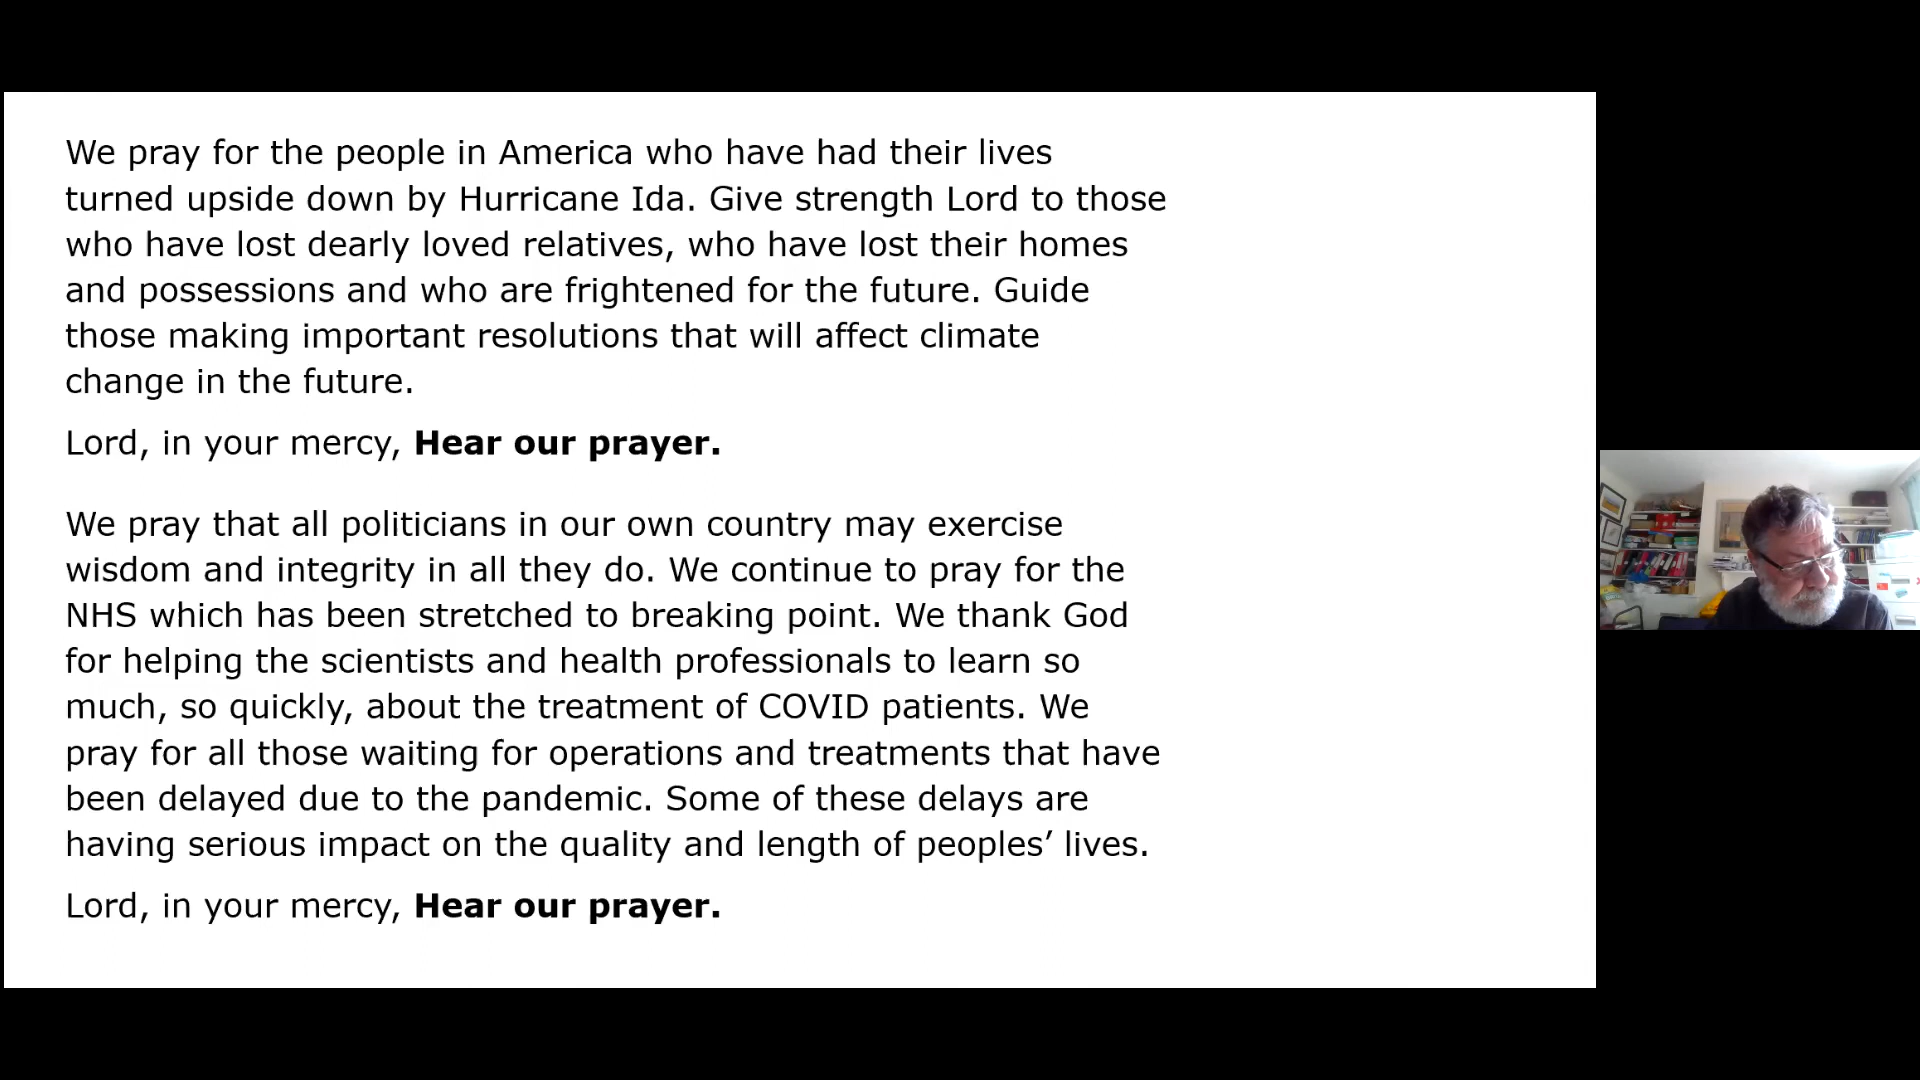 We pray for the people in America who have had their lives
turned upside down by Hurricane Ida. Give strength Lord to those
who have lost dearly loved relatives, who have lost their homes
and possessions and who are frightened for the future. Guide
those making important resolutions that will affect climate
change in the future.
Lord, in your mercy, Hear our prayer.
We pray that all politicians in our own country may exercise
wisdom and integrity in all they do. We continue to pray for the
NHS which has been stretched to breaking point. We thank God
for helping the scientists and health professionals to learn so
much, so quickly, about the treatment of COVID patients. We
pray for all those waiting for operations and treatments that have
been delayed due to the pandemic. Some of these delays are
having serious impact on the quality and length of peoples’ lives.
Lord, in your mercy, Hear our prayer.